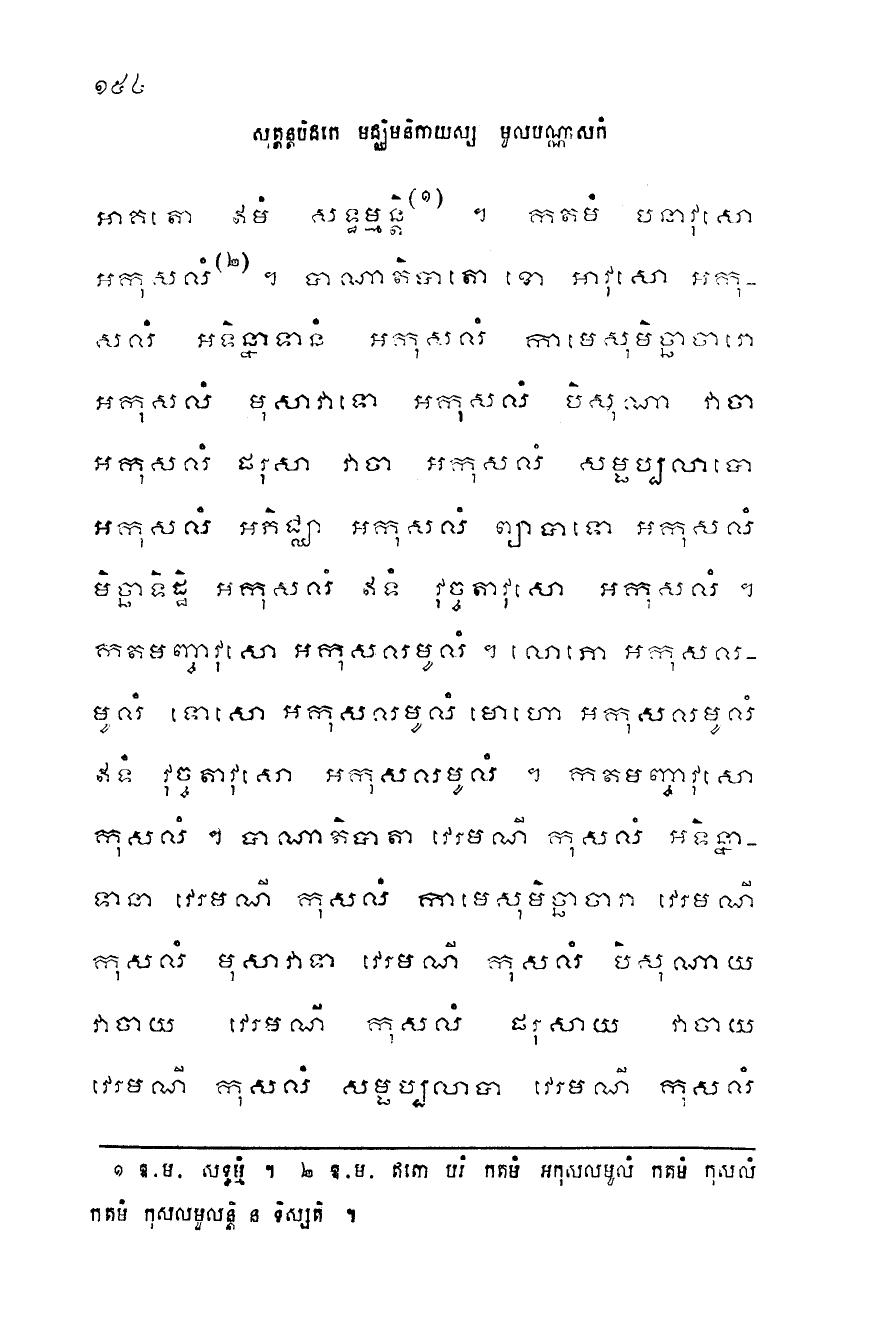 ១៥៤
សុត្តន្តបិដកេ មជ្ឈិមនិកាយស្ស មូលបណ្ណាសកំ
អាគតោ ឥមំ សទ្ធម្មន្តិ(១) ។ កតមំ បនាវុសោ
អកុសលំ(២) ។ បាណាតិបាតោ ខោ អាវុសោ អកុ-
សលំ អទិន្នាទានំ អកុសលំ កាមេសុមិច្ឆាចារោ
អកុសលំ មុសាវាទោ អកុសលំ បិសុណា វាចា
អកុសលំ ផរុសា វាចា អកុសលំ សម្ផប្បលាបោ
អកុសលំ អភិជ្ឈា អកុសលំ ព្យាបាទោ អកុសលំ
មិច្ឆាទិដ្ឋិ អកុសលំ ឥទំ វុច្ចតាវុសោ អកុសលំ ។
កតមញ្ចាវុសោ អកុសលមូលំ ។ លោភោ អកុសល-
មូលំ ទោសោ អកុសលមូលំ មោហោ អកុសលមូលំ
ឥទំ វុច្ចតាវុសោ អកុសលមូលំ ។ កតមញ្ចាវុសោ
កុសលំ ។ បាណាតិបាតា វេរមណី កុសលំ អទិន្នា-
ទានា វេរមណី កុសលំ កាមេសុមិច្ឆាចារា វេរមណី
កុសលំ មុសាវាទា វេរមណី កុសលំ បិសុណាយ
វាចាយ វេរមណី កុសលំ ផរុសាយ វាចាយ
វេរមណី កុសលំ សម្ផប្បលាបា វេរមណី កុសលំ
១ ឱ.ម. សទ្ធម្មំ ។ ២ ឱ.ម. ឥតោ បរំ កតមំ អកុសលមូលំ កតមំ កុសលំ
កតមំ កុសលមូលន្តិ ន ទិស្សតិ ។